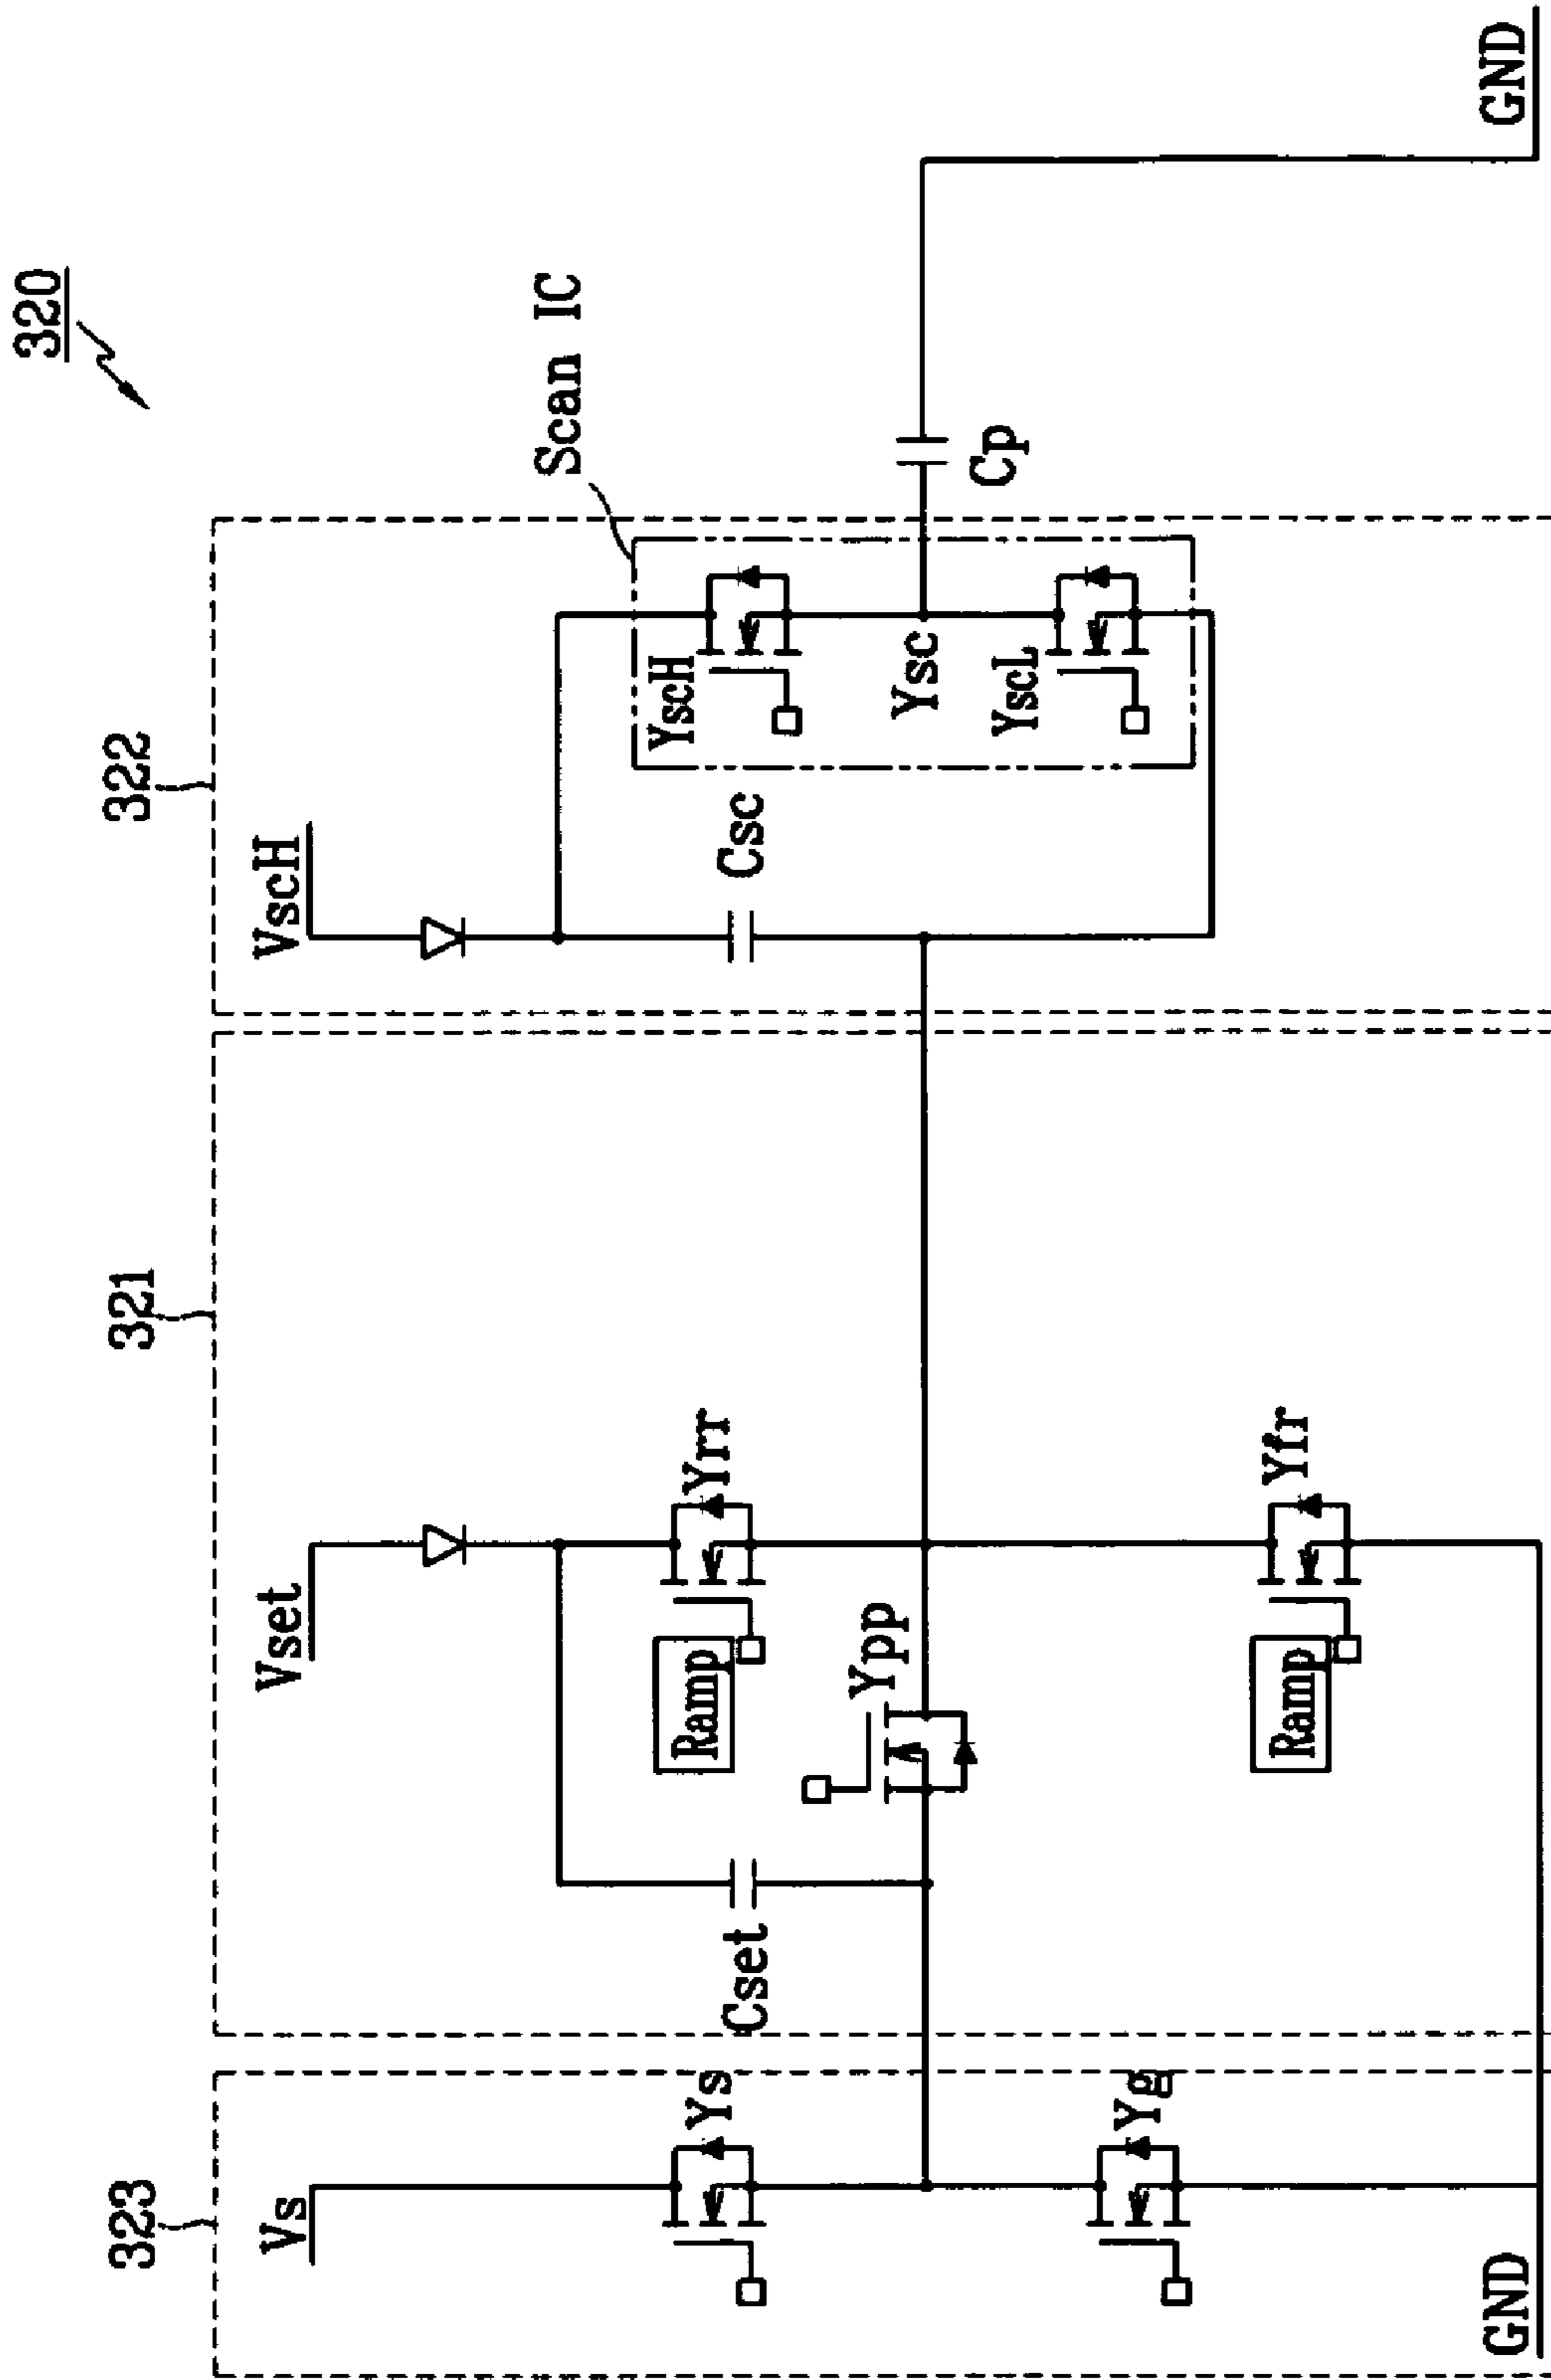 320
323
321
322
Vs
Vset
VscH
Scan IC
Ys
Cset
Ramp
Yrr
Ypp
Csc
YscH
Ysc
YscL
Cp
Yg
Ramp
Yfr
GND
GND